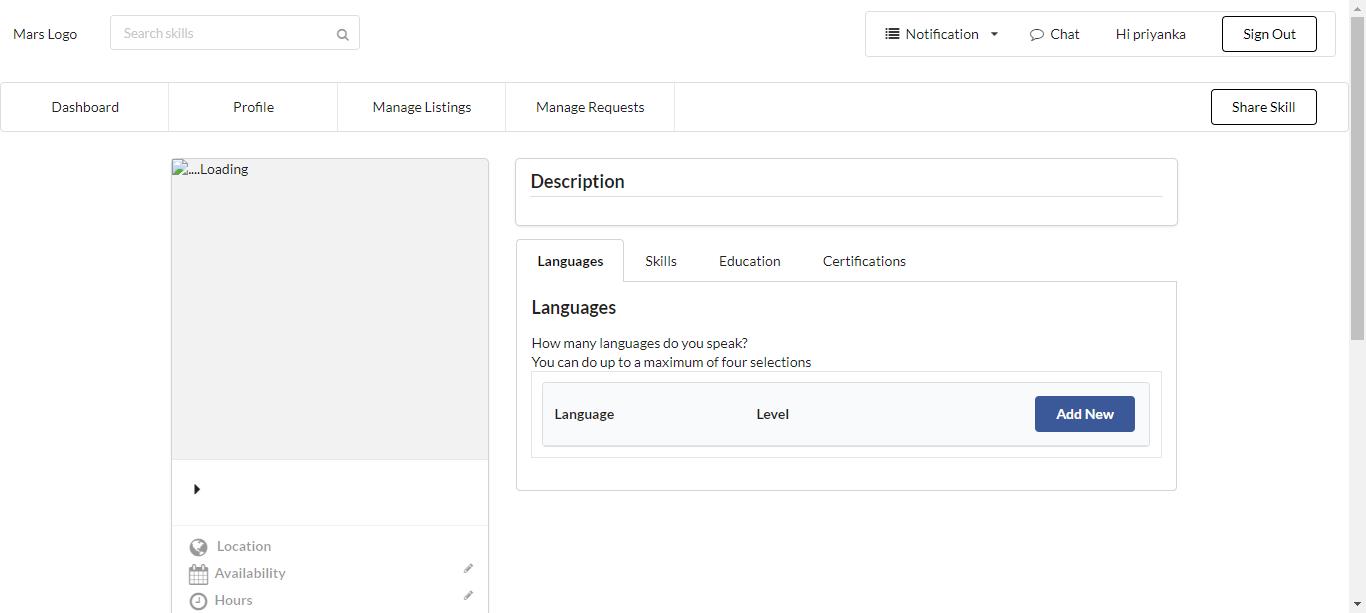 Mars Logo
Search skills
Notification
Chat
Hi priyanka
Sign Out
Dashboard
Profile
Manage Listings
Manage Requests
Share Skill
....Loading
Description
Languages
Skills
Education
Certifications
Languages
How many languages do you speak?
You can do up to a maximum of four selections
Language
Level
Add New
Location
Availability
Hours